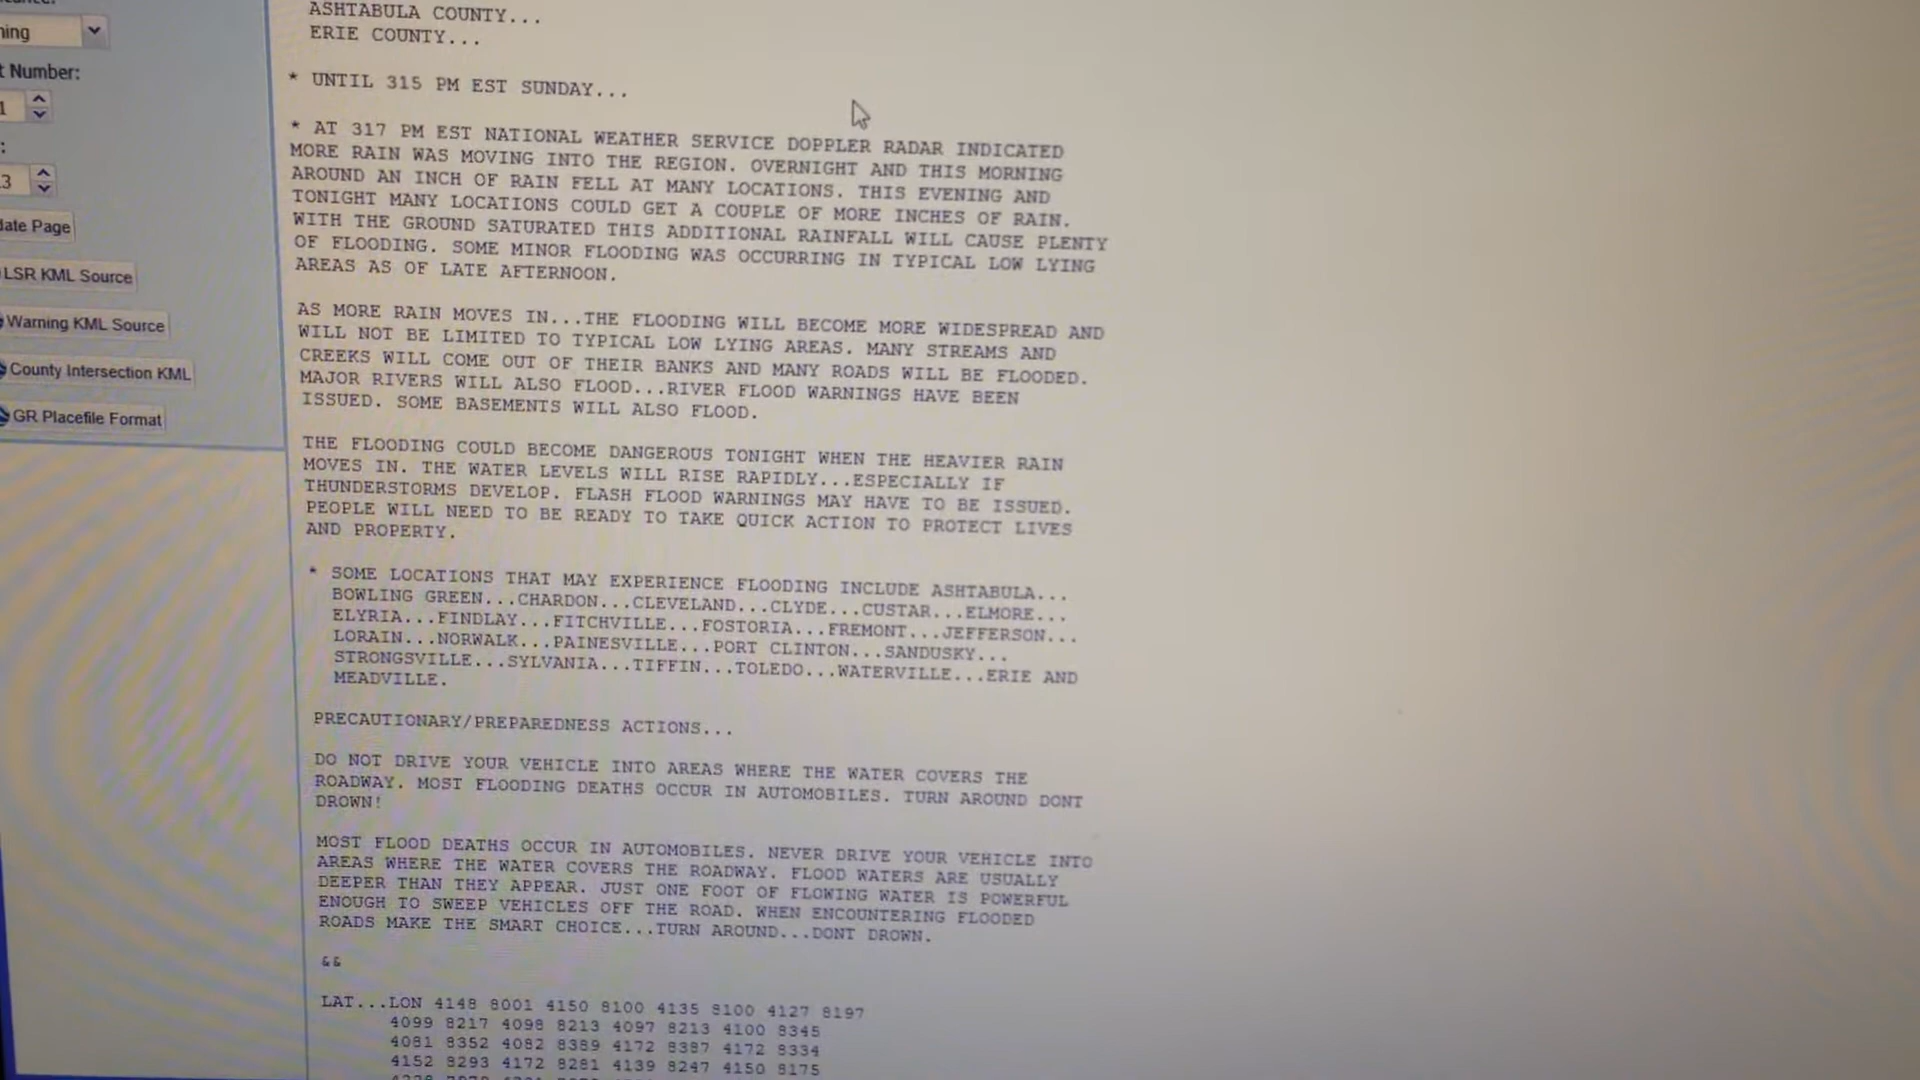 ning
t Number:
1
:
3
date Page
LSR KML Source
Warning KML Source
County Intersection KML
GR Placefile Format
ASHTABULA COUNTY...
ERIE COUNTY...
* UNTIL 315 PM EST SUNDAY...
* AT 317 PM EST NATIONAL WEATHER SERVICE DOPPLER RADAR INDICATED
MORE RAIN WAS MOVING INTO THE REGION. OVERNIGHT AND THIS MORNING
AROUND AN INCH OF RAIN FELL AT MANY LOCATIONS. THIS EVENING AND
TONIGHT MANY LOCATIONS COULD GET A COUPLE OF MORE INCHES OF RAIN.
WITH THE GROUND SATURATED THIS ADDITIONAL RAINFALL WILL CAUSE PLENTY
OF FLOODING. SOME MINOR FLOODING WAS OCCURRING IN TYPICAL LOW LYING
AREAS AS OF LATE AFTERNOON.
AS MORE RAIN MOVES IN...THE FLOODING WILL BECOME MORE WIDESPREAD AND
WILL NOT BE LIMITED TO TYPICAL LOW LYING AREAS. MANY STREAMS AND
CREEKS WILL COME OUT OF THEIR BANKS AND MANY ROADS WILL BE FLOODED.
MAJOR RIVERS WILL ALSO FLOOD...RIVER FLOOD WARNINGS HAVE BEEN
ISSUED. SOME BASEMENTS WILL ALSO FLOOD.
THE FLOODING COULD BECOME DANGEROUS TONIGHT WHEN THE HEAVIER RAIN
MOVES IN. THE WATER LEVELS WILL RISE RAPIDLY...ESPECIALLY IF
THUNDERSTORMS DEVELOP. FLASH FLOOD WARNINGS MAY HAVE TO BE ISSUED.
PEOPLE WILL NEED TO BE READY TO TAKE QUICK ACTION TO PROTECT LIVES
AND PROPERTY.
* SOME LOCATIONS THAT MAY EXPERIENCE FLOODING INCLUDE ASHTABULA...
BOWLING GREEN...CHARDON...CLEVELAND...CLYDE...CUSTAR...ELMORE...
ELYRIA...FINDLAY...FITCHVILLE...FOSTORIA...FREMONT...JEFFERSON...
LORAIN...NORWALK...PAINESVILLE...PORT CLINTON...SANDUSKY...
STRONGSVILLE...SYLVANIA...TIFFIN...TOLEDO...WATERVILLE...ERIE AND
MEADVILLE.
PRECAUTIONARY/PREPAREDNESS ACTIONS...
DO NOT DRIVE YOUR VEHICLE INTO AREAS WHERE THE WATER COVERS THE
ROADWAY. MOST FLOODING DEATHS OCCUR IN AUTOMOBILES. TURN AROUND DONT
DROWN!
MOST FLOOD DEATHS OCCUR IN AUTOMOBILES. NEVER DRIVE YOUR VEHICLE INTO
AREAS WHERE THE WATER COVERS THE ROADWAY. FLOOD WATERS ARE USUALLY
DEEPER THAN THEY APPEAR. JUST ONE FOOT OF FLOWING WATER IS POWERFUL
ENOUGH TO SWEEP VEHICLES OFF THE ROAD. WHEN ENCOUNTERING FLOODED
ROADS MAKE THE SMART CHOICE...TURN AROUND...DONT DROWN.
&&
LAT...LON 4148 8001 4150 8100 4135 8100 4127 8197
4099 8217 4098 8213 4097 8213 4100 8345
4081 8352 4082 8389 4172 8387 4172 8334
4152 8293 4172 8281 4139 8247 4150 8175